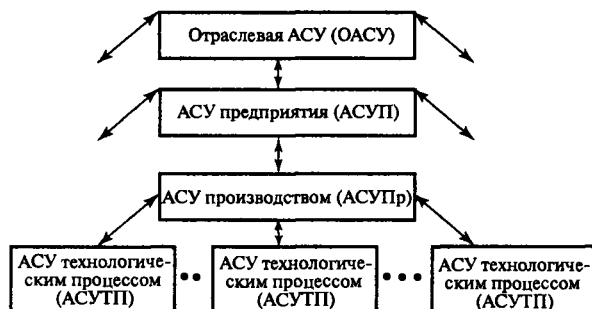 Отраслевая АСУ (ОАСУ)
АСУ предприятия (АСУП)
АСУ производством (АСУПр)
АСУ технологиче-
ским процессом
(АСУТП)
АСУ технологиче-
ским процессом
(АСУТП)
АСУ технологиче-
ским процессом
(АСУТП)